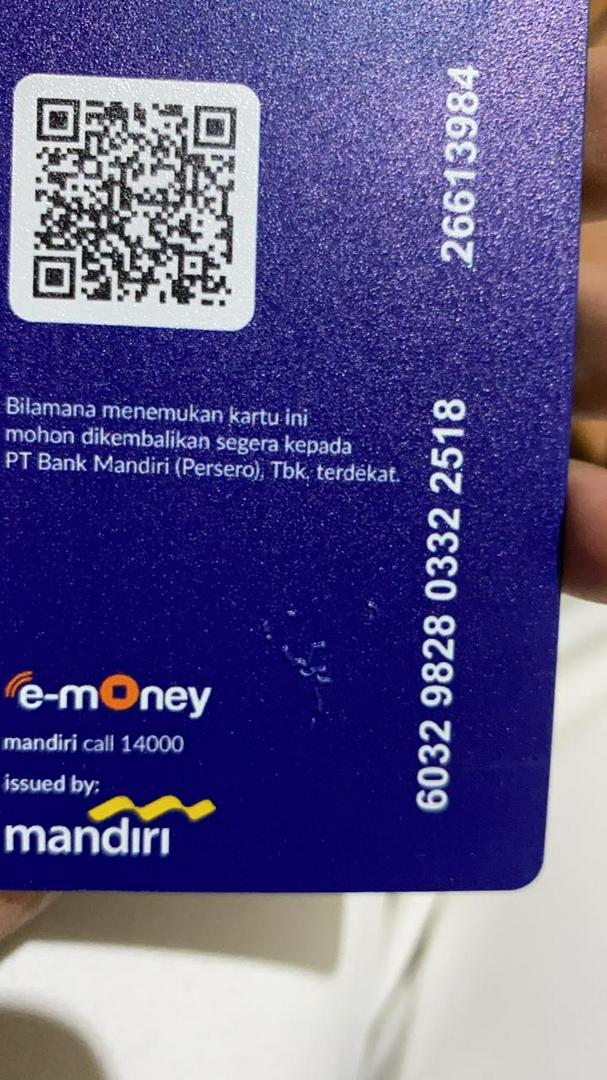 Bilamana menemukan kartu ini
mohon dikembalikan segera kepada
PT Bank Mandiri (Persero), Tbk. terdekat.
e-money
mandiri call 14000
issued by:
mandiri
6032 9828 0332 2518
26613984